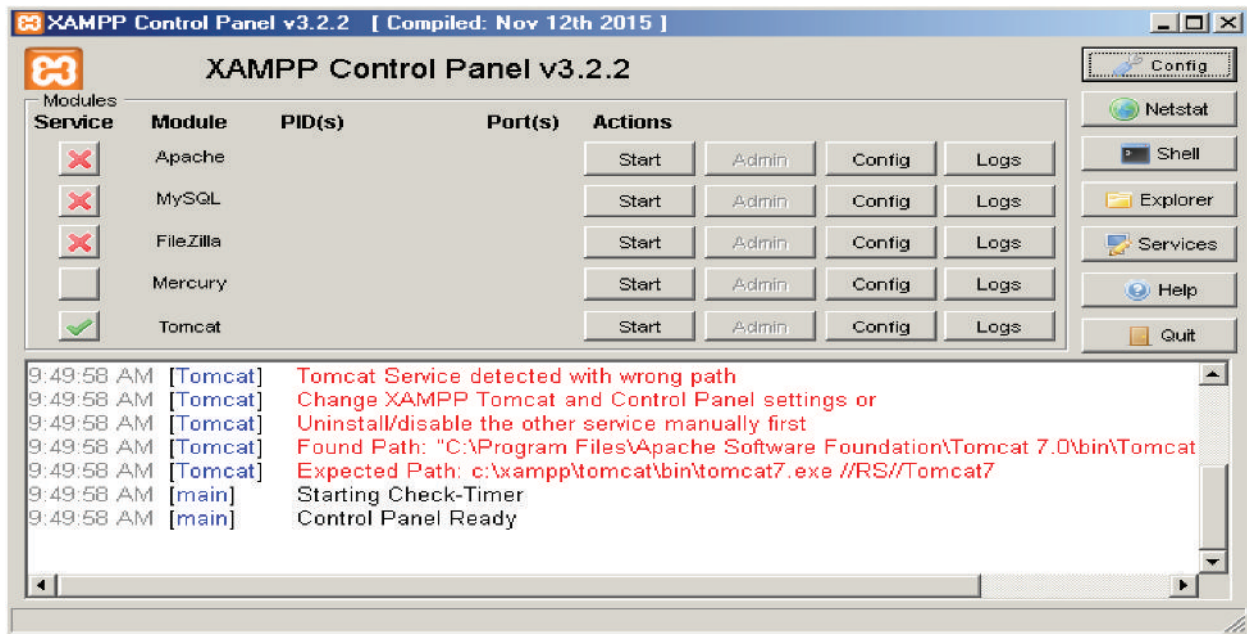 XAMPP Control Panel v3.2.2 [ Compiled: Nov 12th 2015 ]
XAMPP Control Panel v3.2.2
Config
Modules
Service Module PID(s) Port(s) Actions
Netstat
Apache Start Admin Config Logs
Shell
MySQL Start Admin Config Logs
Explorer
FileZilla Start Admin Config Logs
Services
Mercury Start Admin Config Logs
Help
Tomcat Start Admin Config Logs
Quit
9:49:58 AM [Tomcat] Tomcat Service detected with wrong path
9:49:58 AM [Tomcat] Change XAMPP Tomcat and Control Panel settings or
9:49:58 AM [Tomcat] Uninstall/disable the other service manually first
9:49:58 AM [Tomcat] Found Path: "C:\Program Files\Apache Software Foundation\Tomcat 7.0\bin\Tomcat
9:49:58 AM [Tomcat] Expected Path: c:\xampp\tomcat\bin\tomcat7.exe //RS//Tomcat7
9:49:58 AM [main] Starting Check-Timer
9:49:58 AM [main] Control Panel Ready